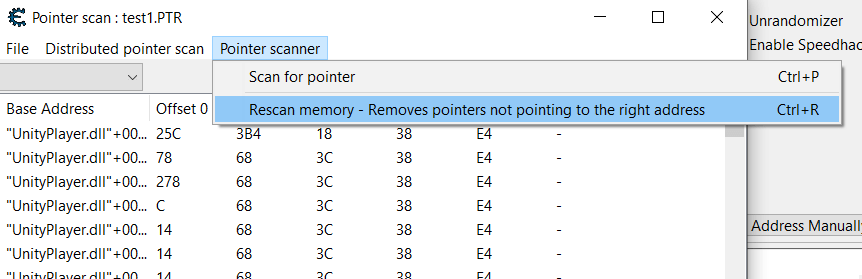 Pointer scan : test1.PTR
Unrandomizer
File Distributed pointer scan Pointer scanner
Enable Speedhac
Scan for pointer Ctrl+P
Base Address Offset 0
Rescan memory - Removes pointers not pointing to the right address Ctrl+R
"UnityPlayer.dll"+00... 25C 3B4 18 38 E4 -
"UnityPlayer.dll"+00... 78 68 3C 38 E4 -
"UnityPlayer.dll"+00... 278 68 3C 38 E4 -
"UnityPlayer.dll"+00... C 68 3C 38 E4 -
"UnityPlayer.dll"+00... 14 68 3C 38 E4 -
Address Manually
"UnityPlayer.dll"+00... 14 68 3C 38 E4 -
"UnityPlayer.dll"+00... 14 68 3C 38 E4 -